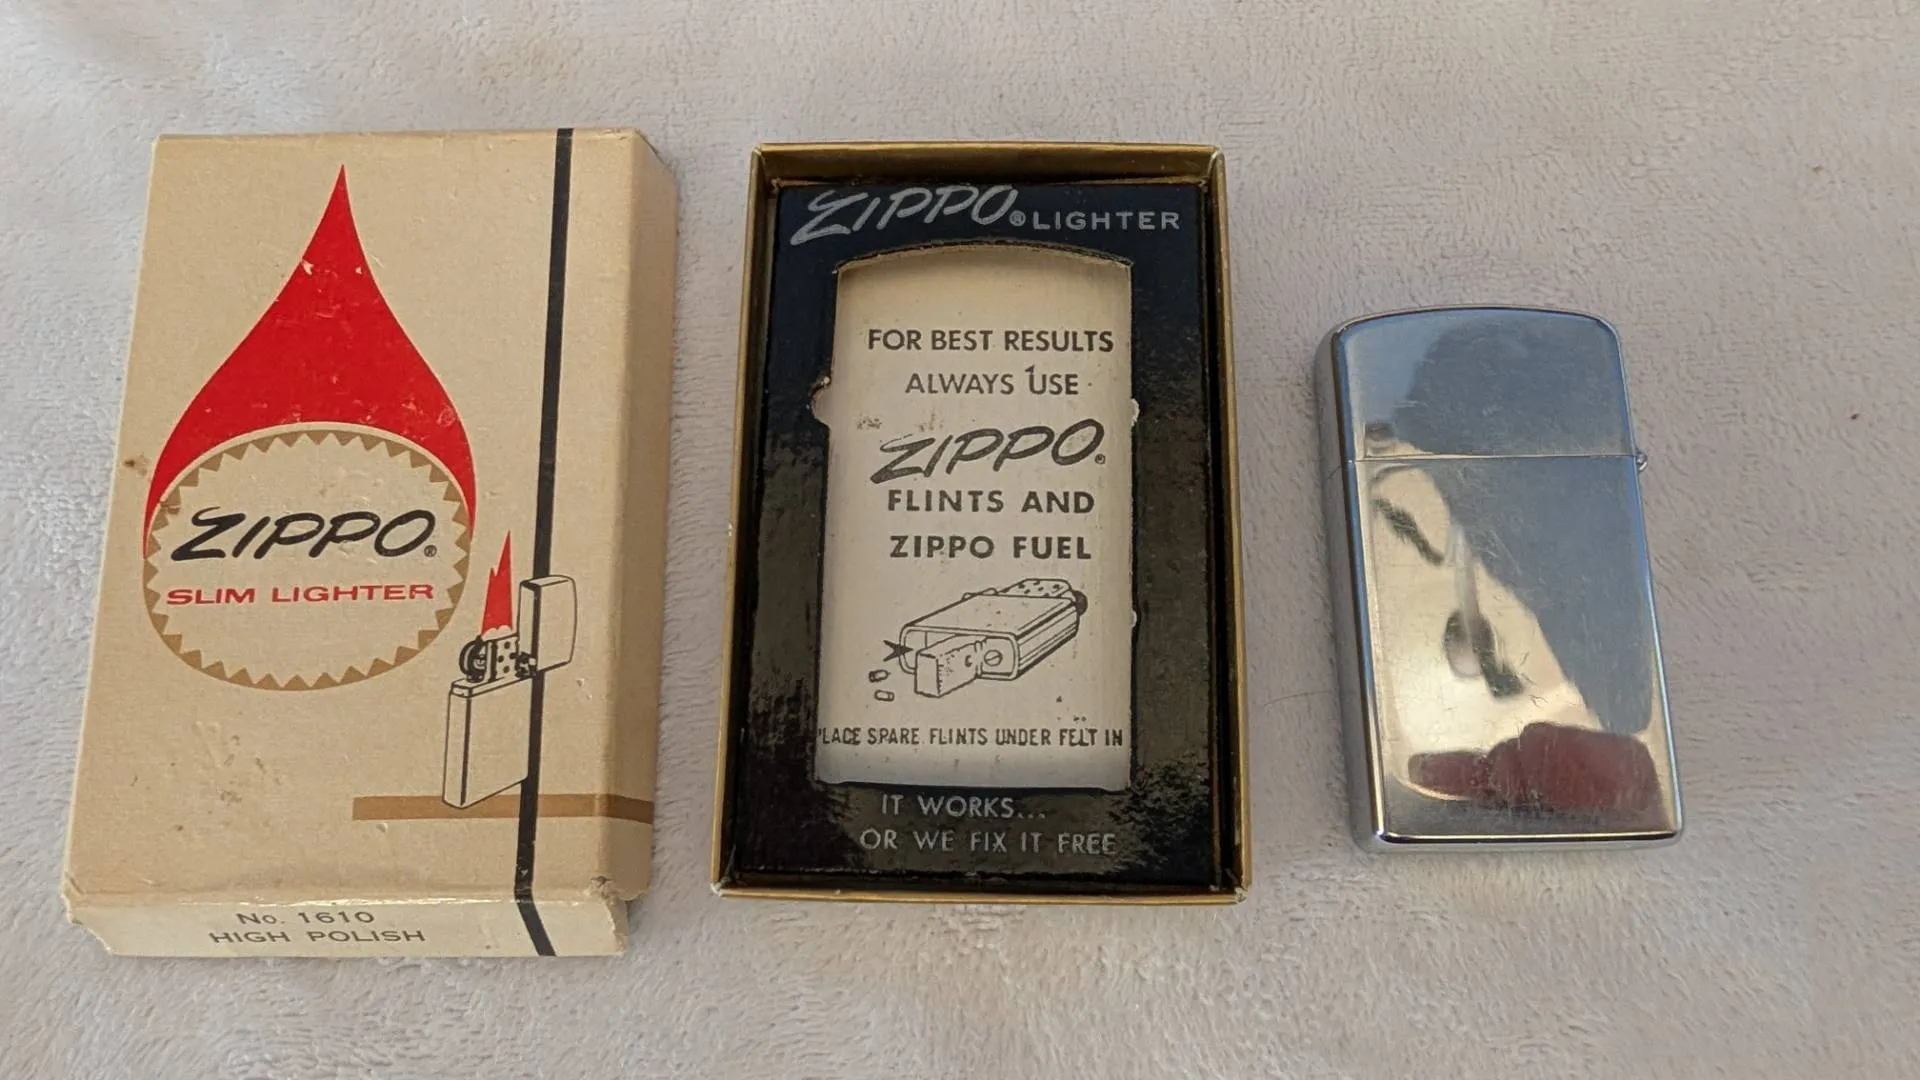 ZIPPO®
SLIM LIGHTER
No. 1610
HIGH POLISH
ZIPPO® LIGHTER
FOR BEST RESULTS
ALWAYS USE
ZIPPO®
FLINTS AND
ZIPPO FUEL
LACE SPARE FLINTS UNDER FELT IN
IT WORKS...
OR WE FIX IT FREE